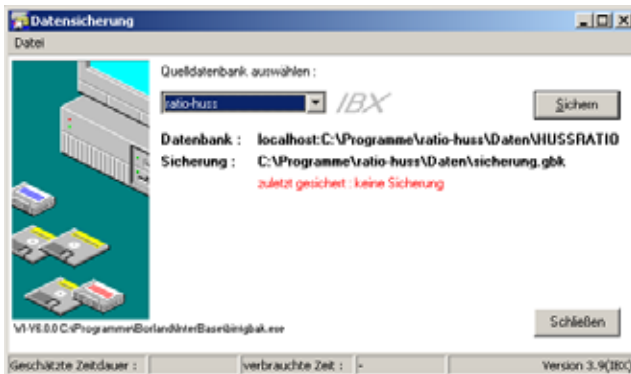 Datensicherung
Datei
Quelldatenbank auswählen :
ratio-huss
IBX
Sichern
Datenbank : localhost:C:\Programme\ratio-huss\Daten\HUSSRATIO
Sicherung : C:\Programme\ratio-huss\Daten\sicherung.gbk
zuletzt gesichert : keine Sicherung
Schließen
WI-V6.0.0 C:\Programme\Borland\InterBase\bin\gbak.exe
Geschätzte Zeitdauer :
verbrauchte Zeit : -
Version 3.9(IBX)